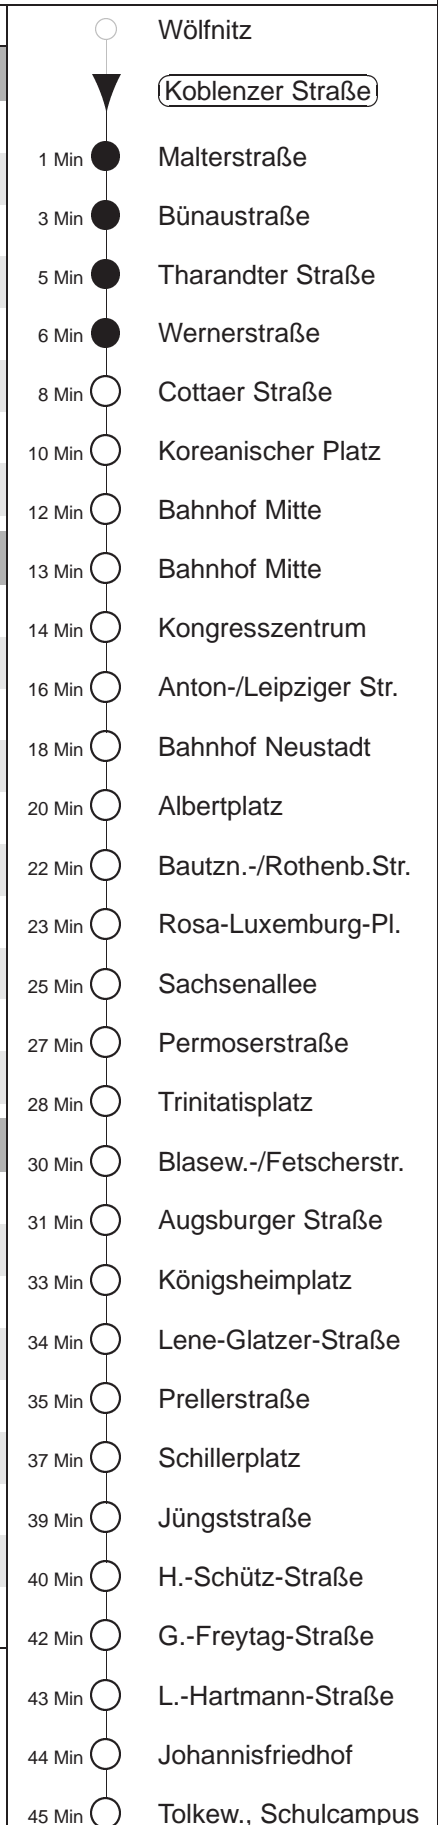 Wölfnitz
Koblenzer Straße
1 Min Malterstraße
3 Min Bünaustraße
5 Min Tharandter Straße
6 Min Wernerstraße
8 Min Cottaer Straße
10 Min Koreanischer Platz
12 Min Bahnhof Mitte
13 Min Bahnhof Mitte
14 Min Kongresszentrum
16 Min Anton-/Leipziger Str.
18 Min Bahnhof Neustadt
20 Min Albertplatz
22 Min Bautzn.-/Rothenb.Str.
23 Min Rosa-Luxemburg-Pl.
25 Min Sachsenallee
27 Min Permoserstraße
28 Min Trinitatisplatz
30 Min Blasew.-/Fetscherstr.
31 Min Augsburger Straße
33 Min Königsheimplatz
34 Min Lene-Glatzer-Straße
35 Min Prellerstraße
37 Min Schillerplatz
39 Min Jüngststraße
40 Min H.-Schütz-Straße
42 Min G.-Freytag-Straße
43 Min L.-Hartmann-Straße
44 Min Johannisfriedhof
45 Min Tolkew., Schulcampus